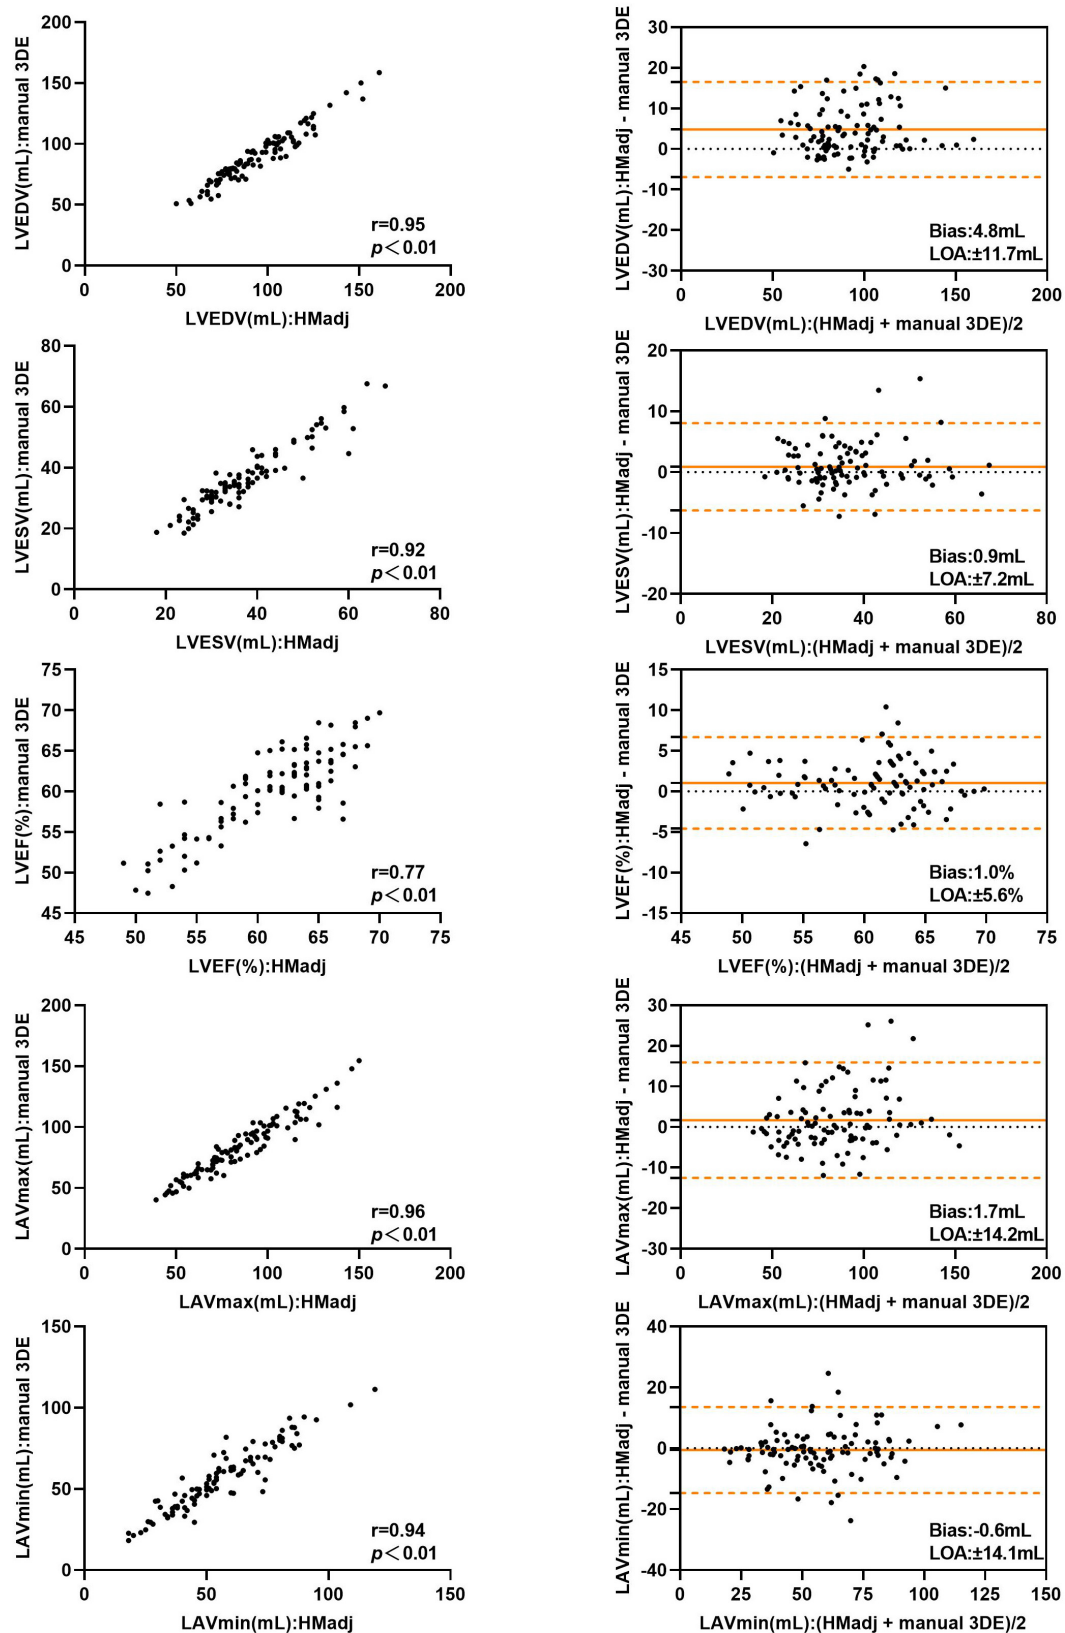 LVEDV(mL):manual 3DE
200
150
100
50
0
r=0.95
p<0.01
0 50 100 150 200
LVEDV(mL):HMadj
LVEDV(mL):HMadj - manual 3DE
30
20
10
0
-10
-20
-30
Bias:4.8mL
LOA:±11.7mL
0 50 100 150 200
LVEDV(mL):(HMadj + manual 3DE)/2
LVESV(mL):manual 3DE
80
60
40
20
0
r=0.92
p<0.01
0 20 40 60 80
LVESV(mL):HMadj
LVESV(mL):HMadj - manual 3DE
20
10
0
-10
-20
Bias:0.9mL
LOA:±7.2mL
0 20 40 60 80
LVESV(mL):(HMadj + manual 3DE)/2
LVEF(%):manual 3DE
75
70
65
60
55
50
45
r=0.77
p<0.01
45 50 55 60 65 70 75
LVEF(%):HMadj
LVEF(%):HMadj - manual 3DE
15
10
5
0
-5
-10
-15
Bias:1.0%
LOA:±5.6%
45 50 55 60 65 70 75
LVEF(%):(HMadj + manual 3DE)/2
LAVmax(mL):manual 3DE
200
150
100
50
0
r=0.96
p<0.01
0 50 100 150 200
LAVmax(mL):HMadj
LAVmax(mL):HMadj - manual 3DE
30
20
10
0
-10
-20
-30
Bias:1.7mL
LOA:±14.2mL
0 50 100 150 200
LAVmax(mL):(HMadj + manual 3DE)/2
LAVmin(mL):manual 3DE
150
100
50
0
r=0.94
p<0.01
0 50 100 150
LAVmin(mL):HMadj
LAVmin(mL):HMadj - manual 3DE
40
20
0
-20
-40
Bias:-0.6mL
LOA:±14.1mL
0 25 50 75 100 125 150
LAVmin(mL):(HMadj + manual 3DE)/2